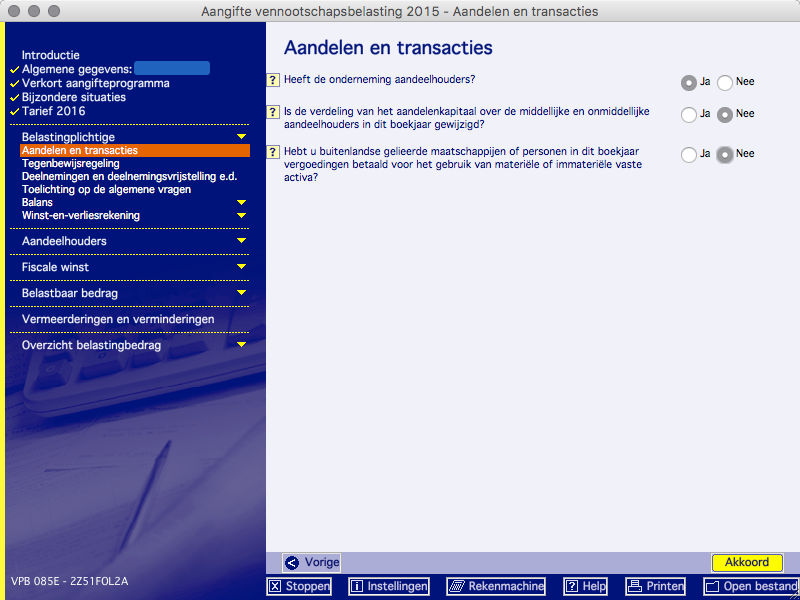 Aangifte vennootschapsbelasting 2015 - Aandelen en transacties
Introductie
Algemene gegevens:
Verkort aangifteprogramma
Bijzondere situaties
Tarief 2016
Belastingplichtige
Aandelen en transacties
Tegenbewijsregeling
Deelnemingen en deelnemingsvrijstelling e.d.
Toelichting op de algemene vragen
Balans
Winst-en-verliesrekening
Aandeelhouders
Fiscale winst
Belastbaar bedrag
Vermeerderingen en verminderingen
Overzicht belastingbedrag
VPB 085E - 2Z51FOL2A
Aandelen en transacties
? Heeft de onderneming aandeelhouders? Ja Nee
? Is de verdeling van het aandelenkapitaal over de middellijke en onmiddellijke
aandeelhouders in dit boekjaar gewijzigd? Ja Nee
? Hebt u buitenlandse gelieerde maatschappijen of personen in dit boekjaar
vergoedingen betaald voor het gebruik van materiële of immateriële vaste
activa? Ja Nee
Vorige Akkoord
Stoppen Instellingen Rekenmachine ? Help Printen Open bestand